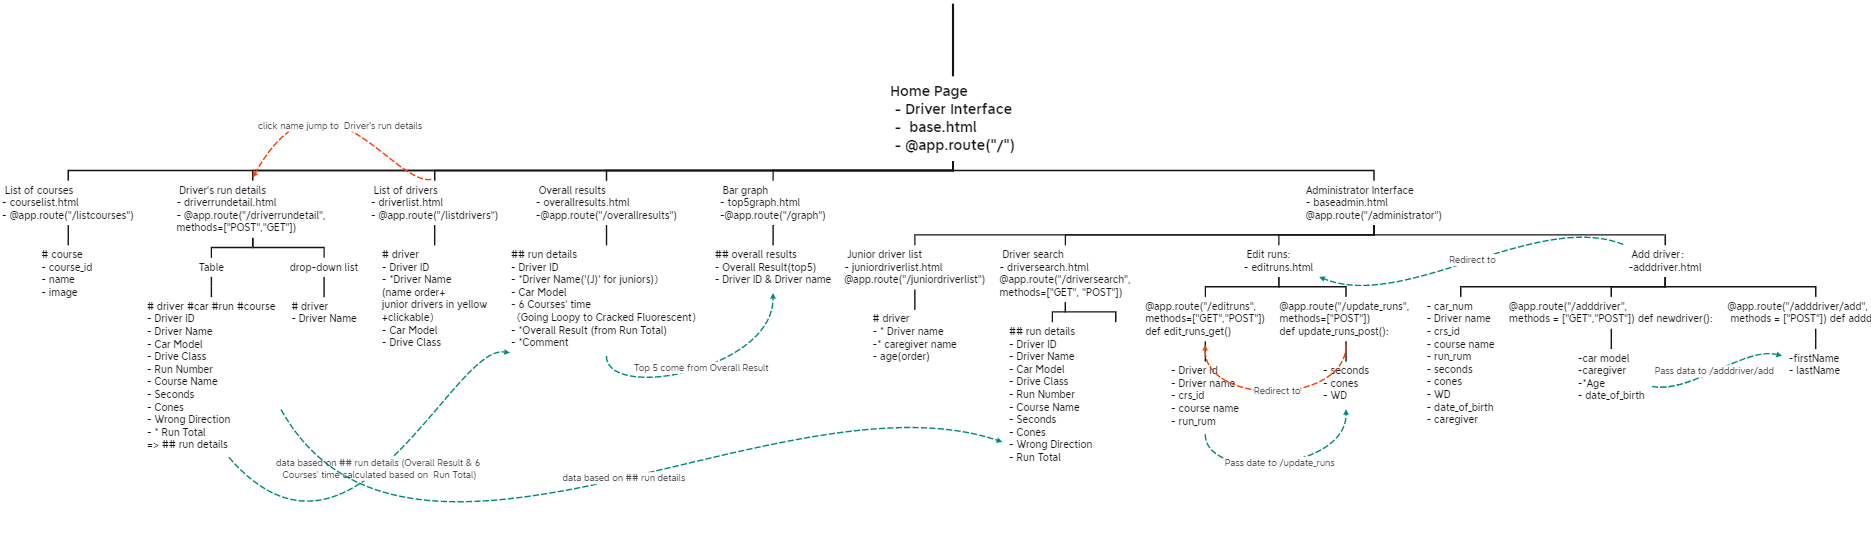 Home Page
- Driver Interface
- base.html
- @app.route("/")
click name jump to Driver's run details
List of courses
- courselist.html
- @app.route("/listcourses")
# course
- course_id
- name
- image
Driver's run details
- driverrundetail.html
- @app.route("/driverrundetail",
methods=["POST","GET"])
Table
# driver #car #run #course
- Driver ID
- Driver Name
- Car Model
- Drive Class
- Run Number
- Course Name
- Seconds
- Cones
- Wrong Direction
- * Run Total
=> ## run details
drop-down list
# driver
- Driver Name
List of drivers
- driverlist.html
- @app.route("/listdrivers")
# driver
- Driver ID
- *Driver Name
(name order+
junior drivers in yellow
+clickable)
- Car Model
- Drive Class
Overall results
- overallresults.html
-@app.route("/overallresults")
## run details
- Driver ID
- *Driver Name('(J)' for juniors))
- Car Model
- 6 Courses' time
(Going Loopy to Cracked Fluorescent)
- *Overall Result (from Run Total)
- *Comment
Bar graph
- top5graph.html
-@app.route("/graph")
## overall results
- Overall Result(top5)
- Driver ID & Driver name
Top 5 come from Overall Result
data based on ## run details (Overall Result & 6
Courses' time calculated based on Run Total)
data based on ## run details
Administrator Interface
- baseadmin.html
@app.route("/administrator")
Junior driver list
- juniordriverlist.html
@app.route("/juniordriverlist")
# driver
- * Driver name
-* caregiver name
- age(order)
Driver search
- driversearch.html
@app.route("/driversearch",
methods=["GET", "POST"])
## run details
- Driver ID
- Driver Name
- Car Model
- Drive Class
- Run Number
- Course Name
- Seconds
- Cones
- Wrong Direction
- Run Total
Edit runs:
- editruns.html
@app.route("/editruns",
methods=["GET","POST"])
def edit_runs_get()
- Driver id
- Driver name
- crs_id
- course name
- run_rum
@app.route("/update_runs",
methods=["POST"])
def update_runs_post():
- seconds
- cones
- WD
Redirect to
Pass date to /update_runs
Redirect to
Add driver:
-adddriver.html
- car_num
- Driver name
- crs_id
- course name
- run_rum
- seconds
- cones
- WD
- date_of_birth
- caregiver
@app.route("/adddriver",
methods = ["GET","POST"]) def newdriver():
-car model
-caregiver
-*Age
- date_of_birth
Pass data to /adddriver/add
@app.route("/adddriver/add",
methods = ["POST"]) def addd
-firstName
- lastName